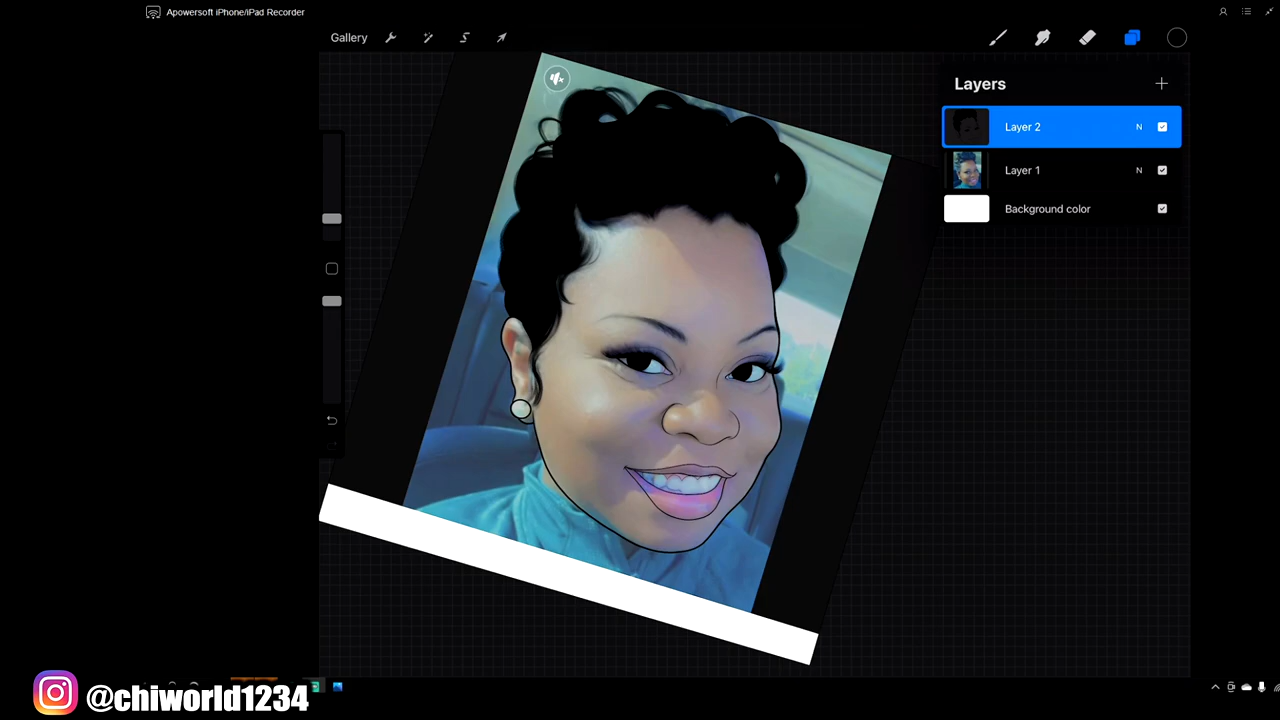 Apowersoft iPhone/iPad Recorder
Gallery
Layers
Layer 2 N
Layer 1 N
Background color
@chiworld1234